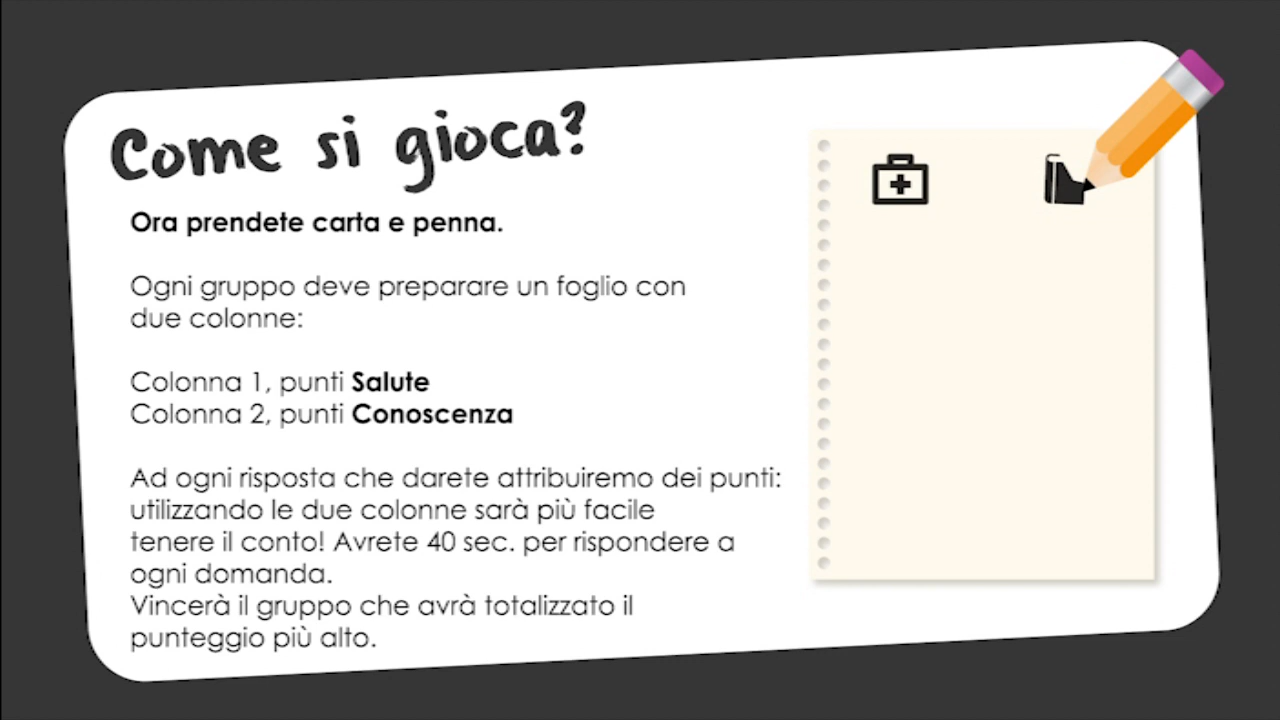 Come si gioca?
Ora prendete carta e penna.
Ogni gruppo deve preparare un foglio con
due colonne:
Colonna 1, punti Salute
Colonna 2, punti Conoscenza
Ad ogni risposta che darete attribuiremo dei punti:
utilizzando le due colonne sarà più facile
tenere il conto! Avrete 40 sec. per rispondere a
ogni domanda.
Vincerà il gruppo che avrà totalizzato il
punteggio più alto.